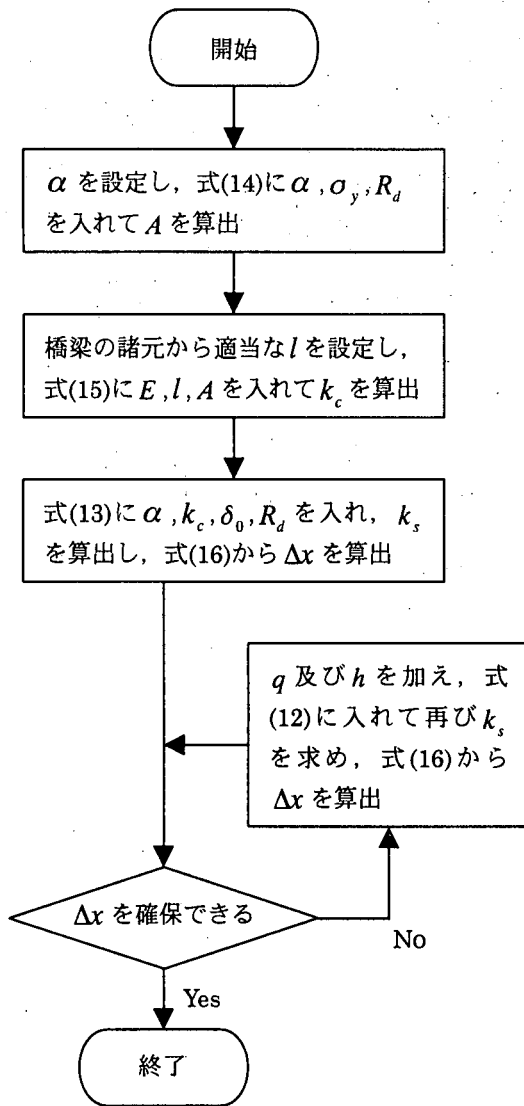 開始
α を設定し，式(14)に α , σy , Rd
を入れて A を算出
橋梁の諸元から適当な l を設定し，
式(15)に E , l , A を入れて kc を算出
式(13)に α , kc , δ0 , Rd を入れ， ks
を算出し，式(16)から Δx を算出
q 及び h を加え，式
(12)に入れて再び ks
を求め，式(16)から
Δx を算出
Δx を確保できる
No
Yes
終了